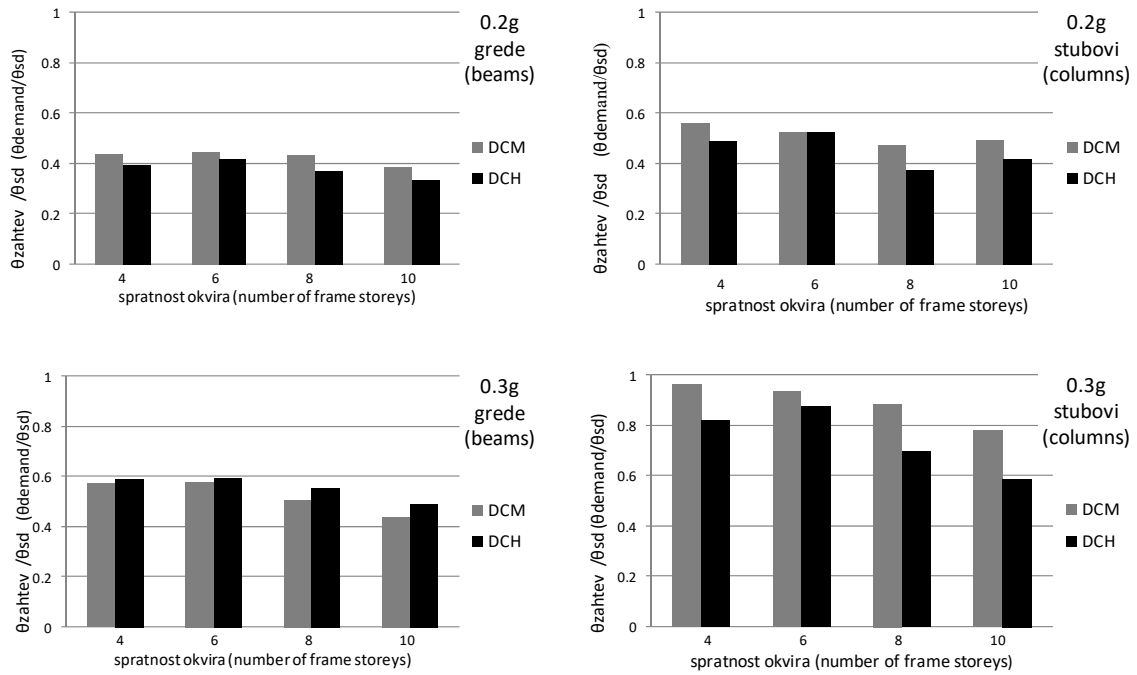 0.2g
grede
(beams)
θzahtev /θsd (θdemand/θsd)
1
0.8
0.6
0.4
0.2
0
4 6 8 10
spratnost okvira (number of frame storeys)
DCM
DCH
0.2g
stubovi
(columns)
θzahtev /θsd (θdemand/θsd)
1
0.8
0.6
0.4
0.2
0
4 6 8 10
spratnost okvira (number of frame storeys)
DCM
DCH
0.3g
grede
(beams)
θzahtev /θsd (θdemand/θsd)
1
0.8
0.6
0.4
0.2
0
4 6 8 10
spratnost okvira (number of frame storeys)
DCM
DCH
0.3g
stubovi
(columns)
θzahtev /θsd (θdemand/θsd)
1
0.8
0.6
0.4
0.2
0
4 6 8 10
spratnost okvira (number of frame storeys)
DCM
DCH